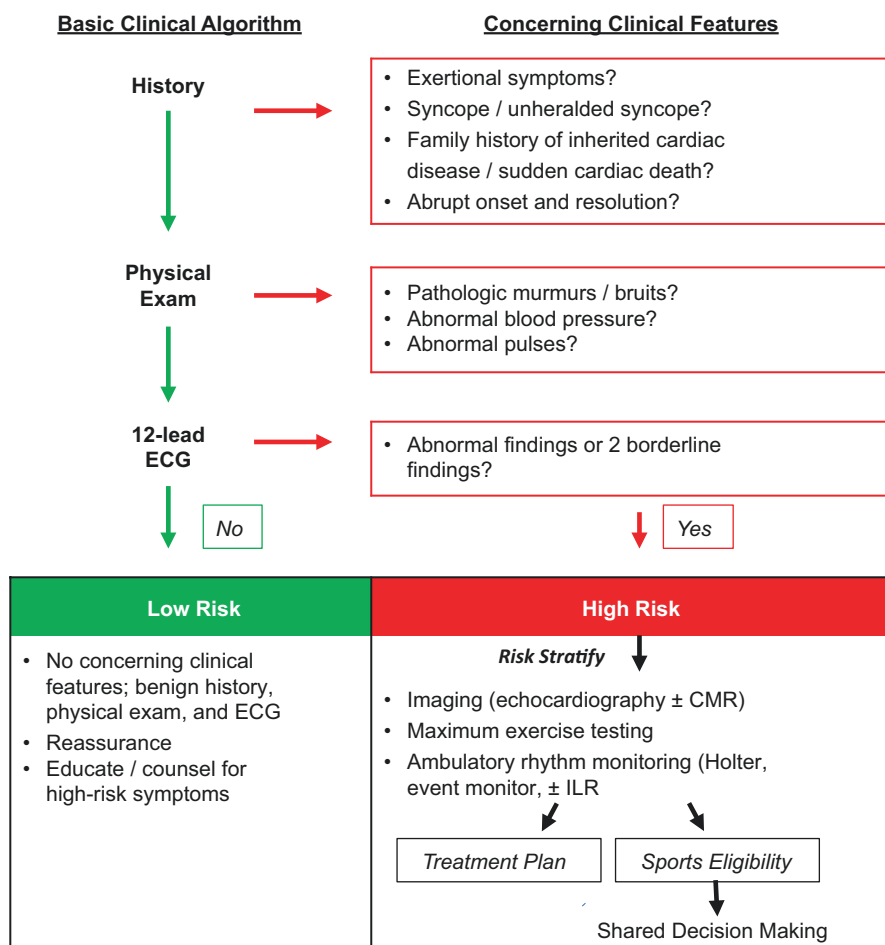 Basic Clinical Algorithm
Concerning Clinical Features
History
• Exertional symptoms?
• Syncope / unheralded syncope?
• Family history of inherited cardiac
disease / sudden cardiac death?
• Abrupt onset and resolution?
Physical
Exam
• Pathologic murmurs / bruits?
• Abnormal blood pressure?
• Abnormal pulses?
12-lead
ECG
• Abnormal findings or 2 borderline
findings?
No
Yes
Low Risk
• No concerning clinical
features; benign history,
physical exam, and ECG
• Reassurance
• Educate / counsel for
high-risk symptoms
High Risk
Risk Stratify
• Imaging (echocardiography ± CMR)
• Maximum exercise testing
• Ambulatory rhythm monitoring (Holter,
event monitor, ± ILR
Treatment Plan
Sports Eligibility
Shared Decision Making